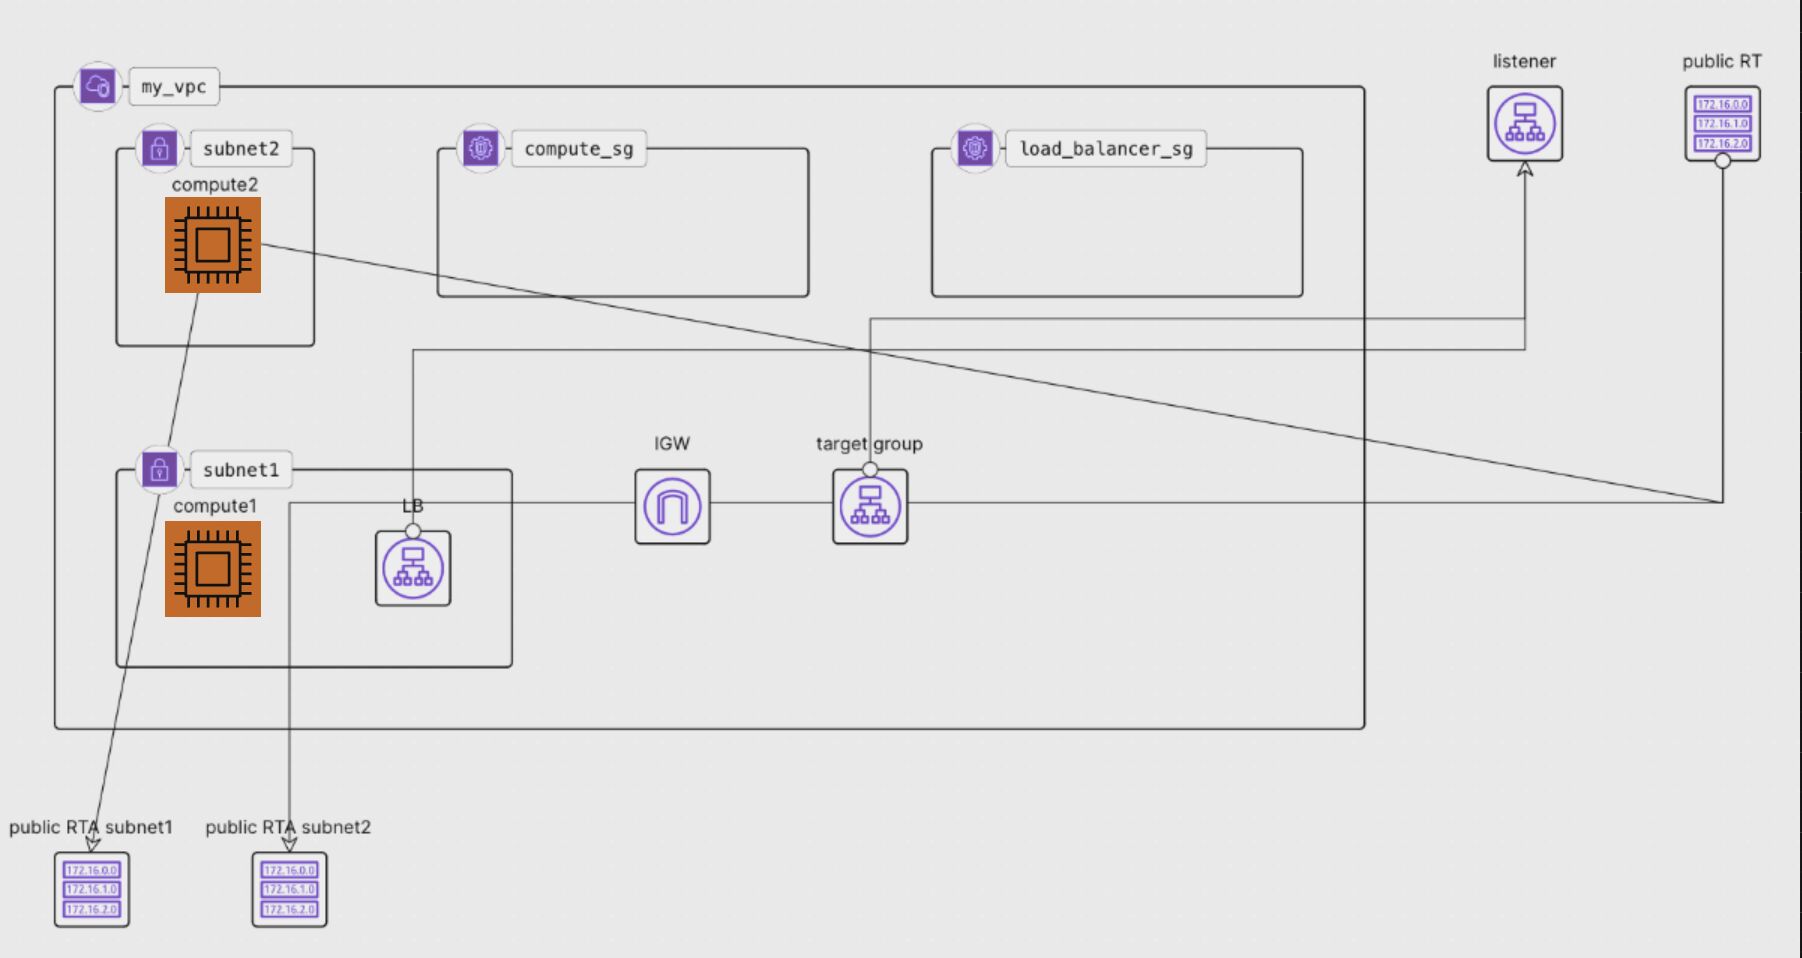 listener
public RT
172.16.0.0
172.16.1.0
172.16.2.0
my_vpc
subnet2
compute_sg
load_balancer_sg
compute2
IGW
target group
subnet1
compute1
LB
public RTA subnet1
public RTA subnet2
172.16.0.0
172.16.1.0
172.16.2.0
172.16.0.0
172.16.1.0
172.16.2.0